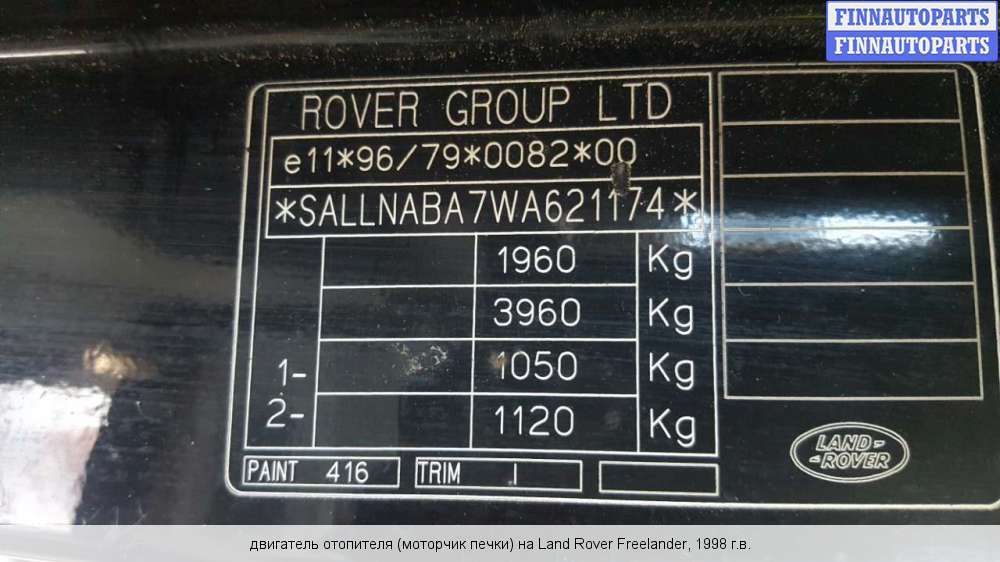 FINNAUTOPARTS
FINNAUTOPARTS
ROVER GROUP LTD
e11*96/79*0082*00
*SALLNABA7WA621174*
1960 Kg
3960 Kg
1- 1050 Kg
2- 1120 Kg
PAINT 416 TRIM I
LAND-
-ROVER
двигатель отопителя (моторчик печки) на Land Rover Freelander, 1998 г.в.